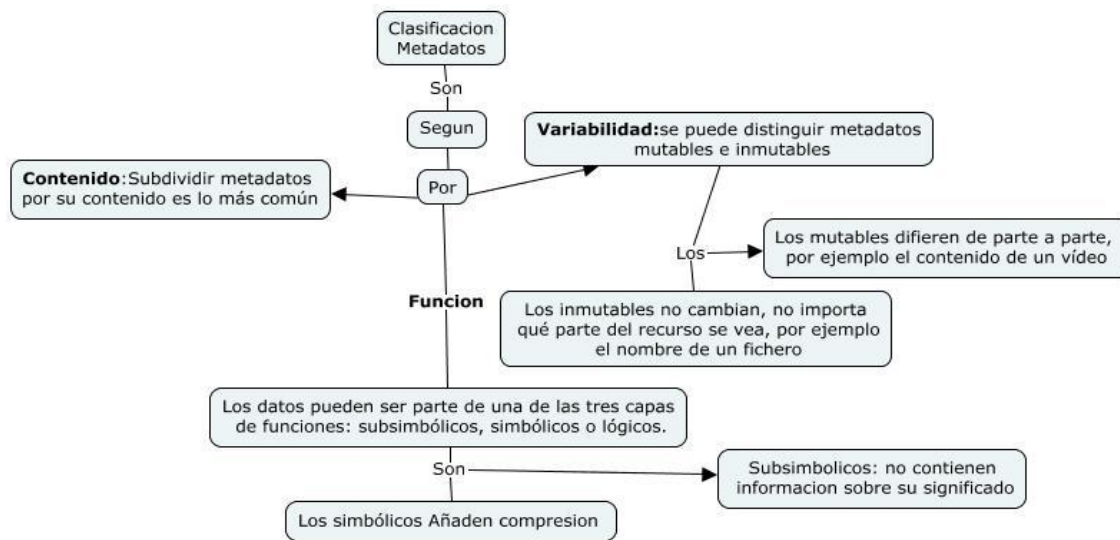 Clasificacion
Metadatos
Son
Segun
Variabilidad:se puede distinguir metadatos
mutables e inmutables
Contenido:Subdividir metadatos
por su contenido es lo más común
Por
Los
Los mutables difieren de parte a parte,
por ejemplo el contenido de un vídeo
Funcion
Los inmutables no cambian, no importa
qué parte del recurso se vea, por ejemplo
el nombre de un fichero
Los datos pueden ser parte de una de las tres capas
de funciones: subsimbólicos, simbólicos o lógicos.
Son
Subsimbolicos: no contienen
informacion sobre su significado
Los simbólicos Añaden compresion